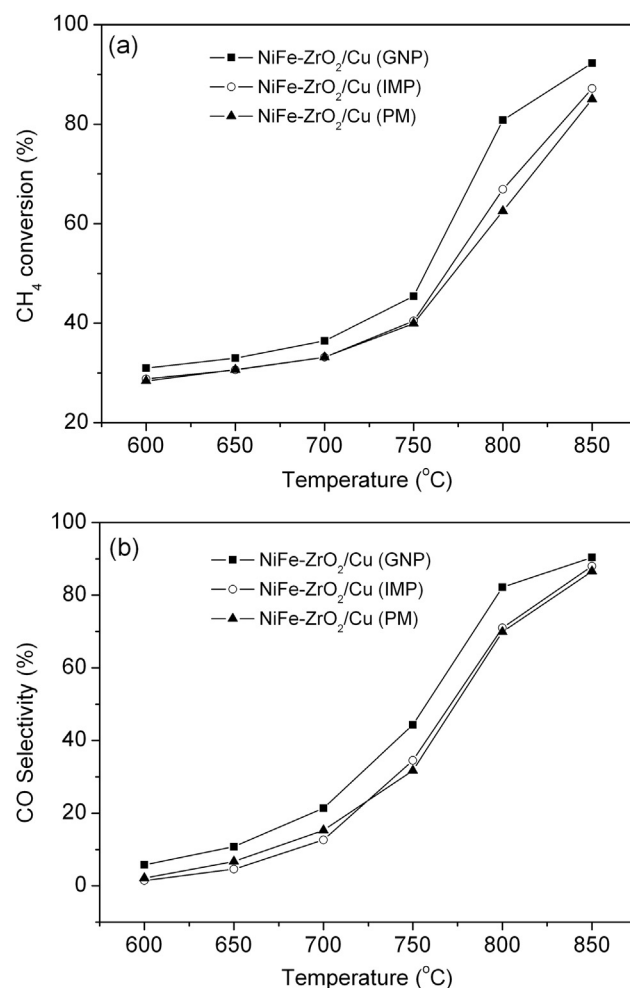 (a)
NiFe-ZrO₂/Cu (GNP)
NiFe-ZrO₂/Cu (IMP)
NiFe-ZrO₂/Cu (PM)
CH₄ conversion (%)
100
80
60
40
20
600 650 700 750 800 850
Temperature (°C)
(b)
NiFe-ZrO₂/Cu (GNP)
NiFe-ZrO₂/Cu (IMP)
NiFe-ZrO₂/Cu (PM)
CO Selectivity (%)
100
80
60
40
20
0
600 650 700 750 800 850
Temperature (°C)